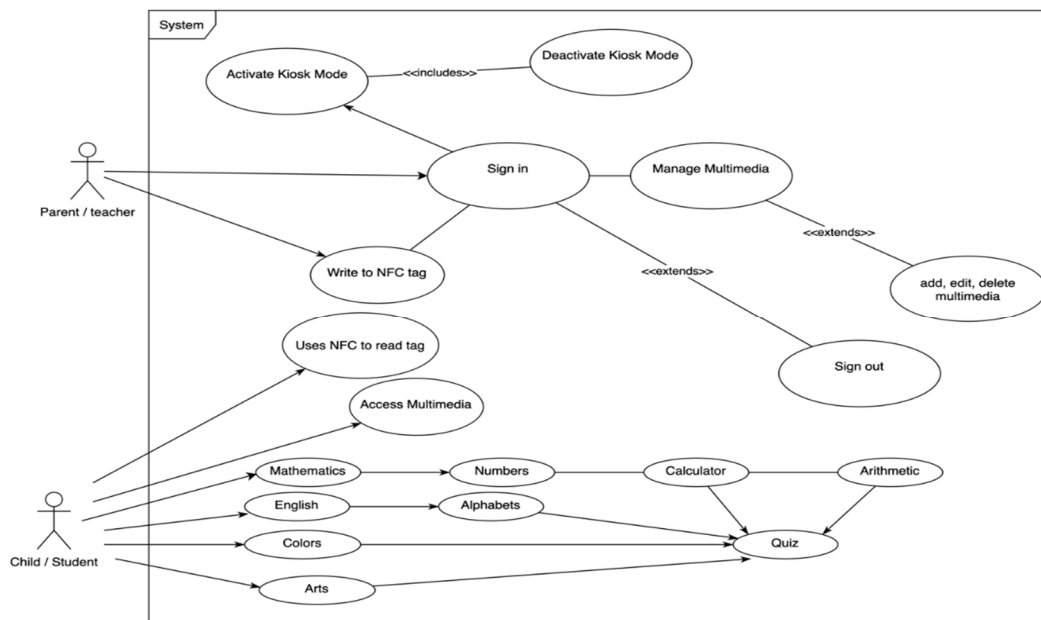 System
Activate Kiosk Mode
<<includes>>
Deactivate Kiosk Mode
Parent / teacher
Sign in
Manage Multimedia
<<extends>>
Write to NFC tag
<<extends>>
add, edit, delete
multimedia
Uses NFC to read tag
Sign out
Access Multimedia
Mathematics
Numbers
Calculator
Arithmetic
English
Alphabets
Child / Student
Colors
Quiz
Arts